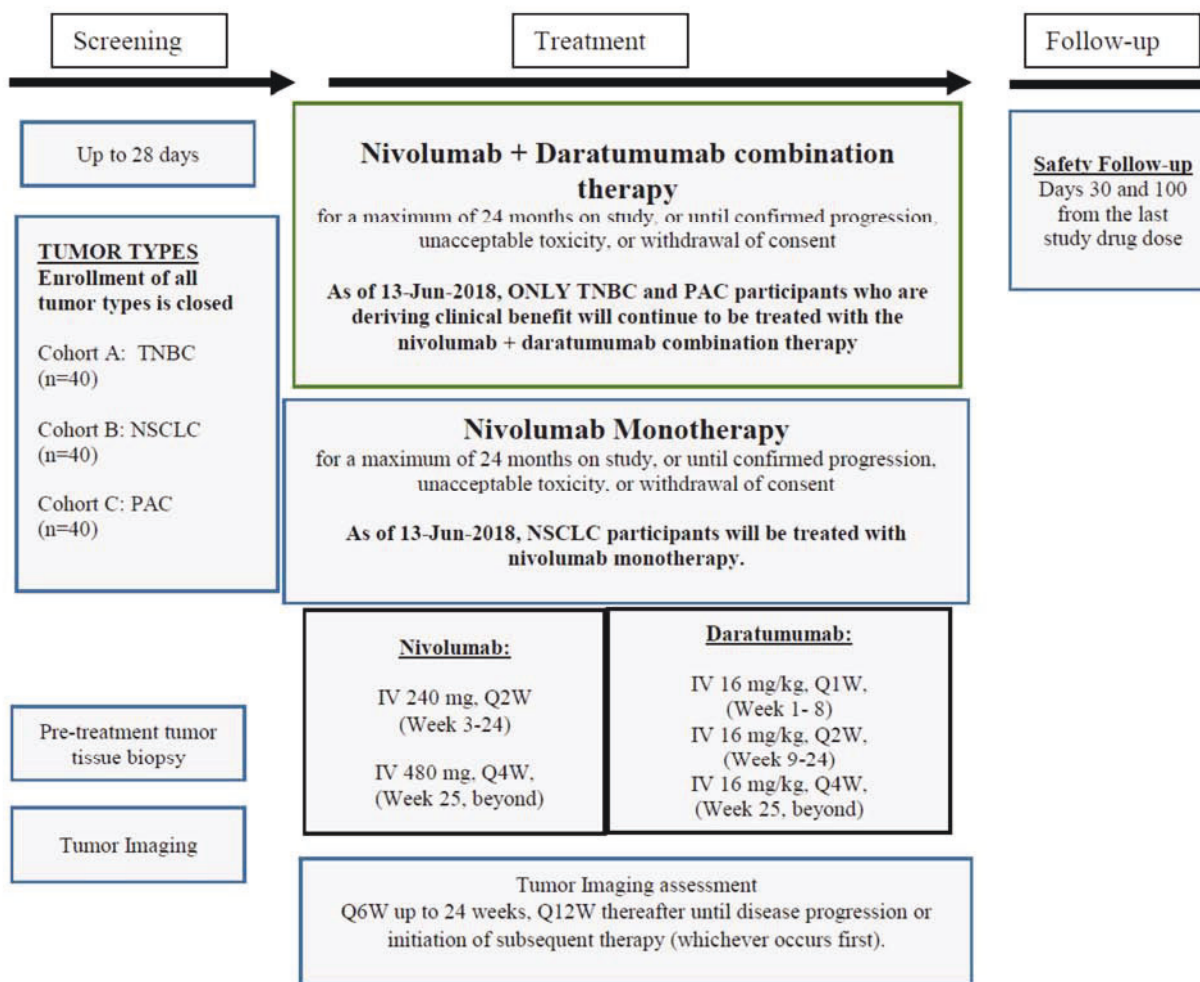 Screening
Treatment
Follow-up
Up to 28 days
TUMOR TYPES
Enrollment of all
tumor types is closed
Cohort A: TNBC
(n=40)
Cohort B: NSCLC
(n=40)
Cohort C: PAC
(n=40)
Pre-treatment tumor
tissue biopsy
Tumor Imaging
Nivolumab + Daratumumab combination
therapy
for a maximum of 24 months on study, or until confirmed progression,
unacceptable toxicity, or withdrawal of consent
As of 13-Jun-2018, ONLY TNBC and PAC participants who are
deriving clinical benefit will continue to be treated with the
nivolumab + daratumumab combination therapy
Nivolumab Monotherapy
for a maximum of 24 months on study, or until confirmed progression,
unacceptable toxicity, or withdrawal of consent
As of 13-Jun-2018, NSCLC participants will be treated with
nivolumab monotherapy.
Nivolumab:
IV 240 mg, Q2W
(Week 3-24)
IV 480 mg, Q4W,
(Week 25, beyond)
Daratumumab:
IV 16 mg/kg, Q1W,
(Week 1- 8)
IV 16 mg/kg, Q2W,
(Week 9-24)
IV 16 mg/kg, Q4W,
(Week 25, beyond)
Tumor Imaging assessment
Q6W up to 24 weeks, Q12W thereafter until disease progression or
initiation of subsequent therapy (whichever occurs first).
Safety Follow-up
Days 30 and 100
from the last
study drug dose